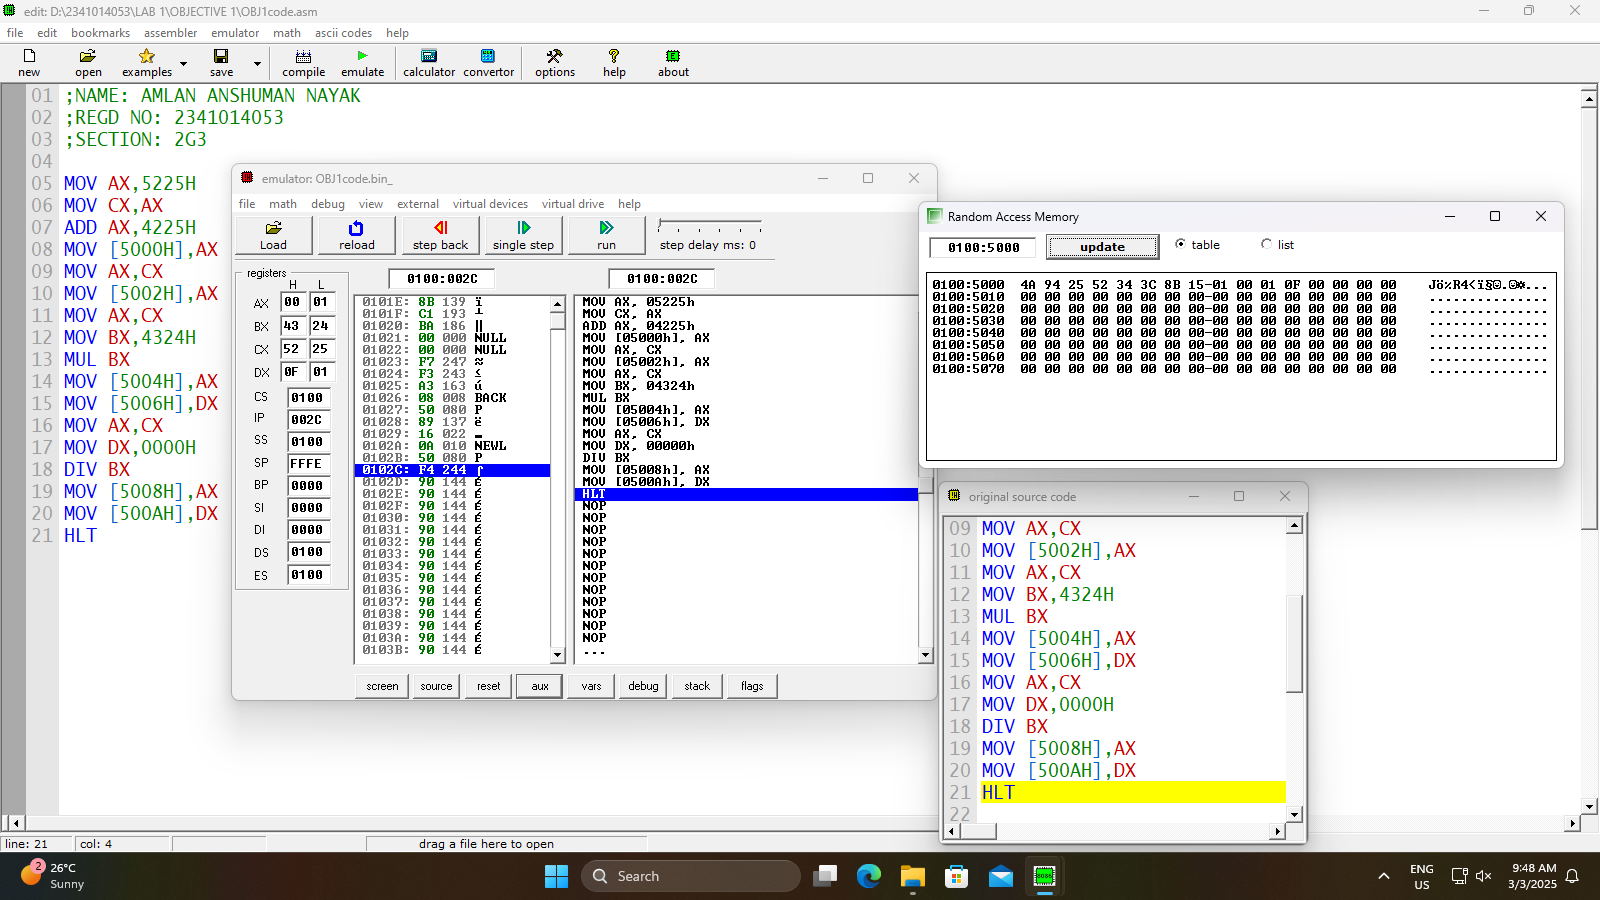 edit: D:\2341014053\LAB 1\OBJECTIVE 1\OBJ1code.asm
file edit bookmarks assembler emulator math ascii codes help
new open examples save compile emulate calculator convertor options help about
01 ;NAME: AMLAN ANSHUMAN NAYAK
02 ;REGD NO: 2341014053
03 ;SECTION: 2G3
04
05 MOV AX,5225H
06 MOV CX,AX
07 ADD AX,4225H
08 MOV [5000H],AX
09 MOV AX,CX
10 MOV [5002H],AX
11 MOV AX,CX
12 MOV BX,4324H
13 MUL BX
14 MOV [5004H],AX
15 MOV [5006H],DX
16 MOV AX,CX
17 MOV DX,0000H
18 DIV BX
19 MOV [5008H],AX
20 MOV [500AH],DX
21 HLT
emulator: OBJ1code.bin_
file math debug view external virtual devices virtual drive help
Load reload step back single step run step delay ms: 0
registers
H L
AX 00 01
BX 43 24
CX 52 25
DX 0F 01
CS 0100
IP 002C
SS 0100
SP FFFE
BP 0000
SI 0000
DI 0000
DS 0100
ES 0100
0100:002C
0101E: 8B 139 ï
0101F: C1 193 ┴
01020: BA 186 ║
01021: 00 000 NULL
01022: 00 000 NULL
01023: F7 247 ≈
01024: F3 243 ≤
01025: A3 163 ú
01026: 08 008 BACK
01027: 50 080 P
01028: 89 137 ë
01029: 16 022 ▬
0102A: 0A 010 NEWL
0102B: 50 080 P
0102C: F4 244 ⌠
0102D: 90 144 É
0102E: 90 144 É
0102F: 90 144 É
01030: 90 144 É
01031: 90 144 É
01032: 90 144 É
01033: 90 144 É
01034: 90 144 É
01035: 90 144 É
01036: 90 144 É
01037: 90 144 É
01038: 90 144 É
01039: 90 144 É
0103A: 90 144 É
0103B: 90 144 É
0100:002C
MOV AX, 05225h
MOV CX, AX
ADD AX, 04225h
MOV [05000h], AX
MOV AX, CX
MOV [05002h], AX
MOV AX, CX
MOV BX, 04324h
MUL BX
MOV [05004h], AX
MOV [05006h], DX
MOV AX, CX
MOV DX, 00000h
DIV BX
MOV [05008h], AX
MOV [0500Ah], DX
HLT
NOP
NOP
NOP
NOP
NOP
NOP
NOP
NOP
NOP
NOP
NOP
NOP
...
screen source reset aux vars debug stack flags
Random Access Memory
0100:5000 update table list
0100:5000 4A 94 25 52 34 3C 8B 15-01 00 01 0F 00 00 00 00
0100:5010 00 00 00 00 00 00 00 00-00 00 00 00 00 00 00 00 ................
0100:5020 00 00 00 00 00 00 00 00-00 00 00 00 00 00 00 00 ................
0100:5030 00 00 00 00 00 00 00 00-00 00 00 00 00 00 00 00 ................
0100:5040 00 00 00 00 00 00 00 00-00 00 00 00 00 00 00 00 ................
0100:5050 00 00 00 00 00 00 00 00-00 00 00 00 00 00 00 00 ................
0100:5060 00 00 00 00 00 00 00 00-00 00 00 00 00 00 00 00 ................
0100:5070 00 00 00 00 00 00 00 00-00 00 00 00 00 00 00 00 ................
original source code
09 MOV AX,CX
10 MOV [5002H],AX
11 MOV AX,CX
12 MOV BX,4324H
13 MUL BX
14 MOV [5004H],AX
15 MOV [5006H],DX
16 MOV AX,CX
17 MOV DX,0000H
18 DIV BX
19 MOV [5008H],AX
20 MOV [500AH],DX
21 HLT
22
line: 21 col: 4 drag a file here to open
2 26°C
Sunny
Search
8086
ENG
US
9:48 AM
3/3/2025